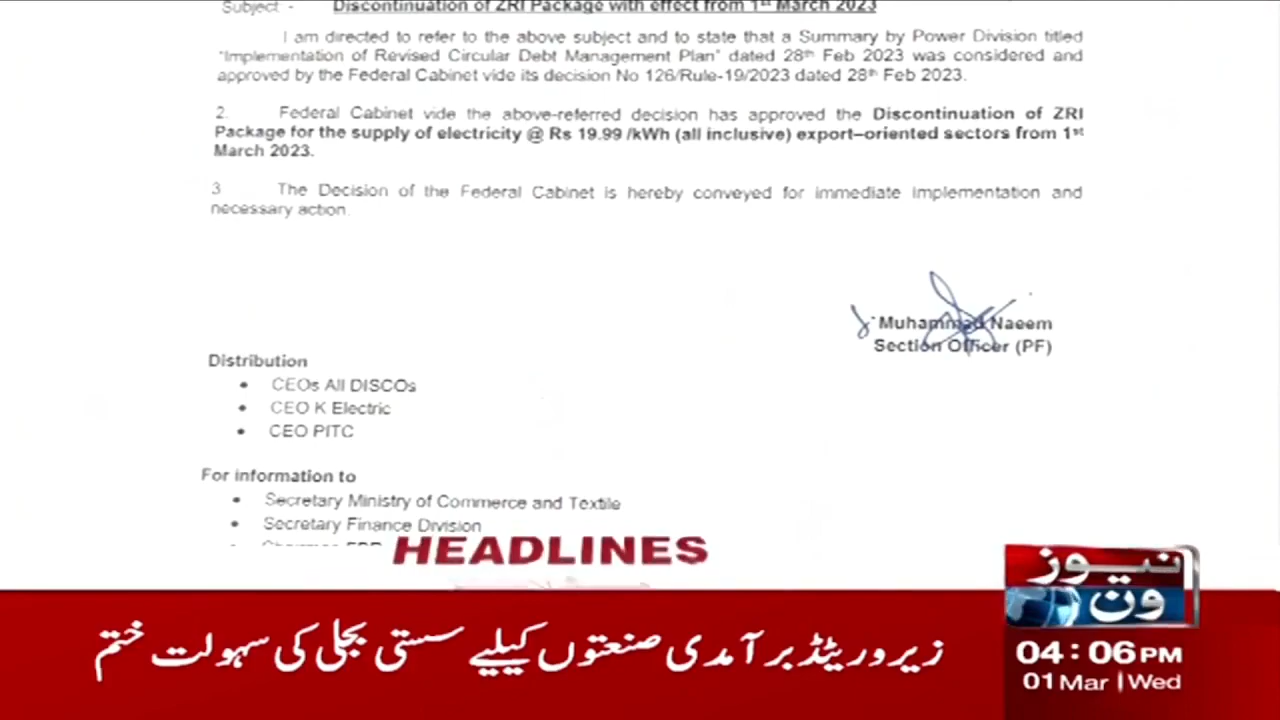 Subject - Discontinuation of ZRI Package with effect from 1st March 2023
I am directed to refer to the above subject and to state that a Summary by Power Division titled
"Implementation of Revised Circular Debt Management Plan" dated 28th Feb 2023 was considered and
approved by the Federal Cabinet vide its decision No 126/Rule-19/2023 dated 28th Feb 2023.
2. Federal Cabinet vide the above-referred decision has approved the Discontinuation of ZRI
Package for the supply of electricity @ Rs 19.99 /kWh (all inclusive) export–oriented sectors from 1st
March 2023.
3 The Decision of the Federal Cabinet is hereby conveyed for immediate implementation and
necessary action.
Muhammad Naeem
Section Officer (PF)
Distribution
• CEOs All DISCOs
• CEO K Electric
• CEO PITC
For information to
• Secretary Ministry of Commerce and Textile
• Secretary Finance Division
HEADLINES
نیوز
ون
زیرو ریٹڈ برآمدی صنعتوں کیلیے سستی بجلی کی سہولت ختم
04:06PM
01 Mar | Wed